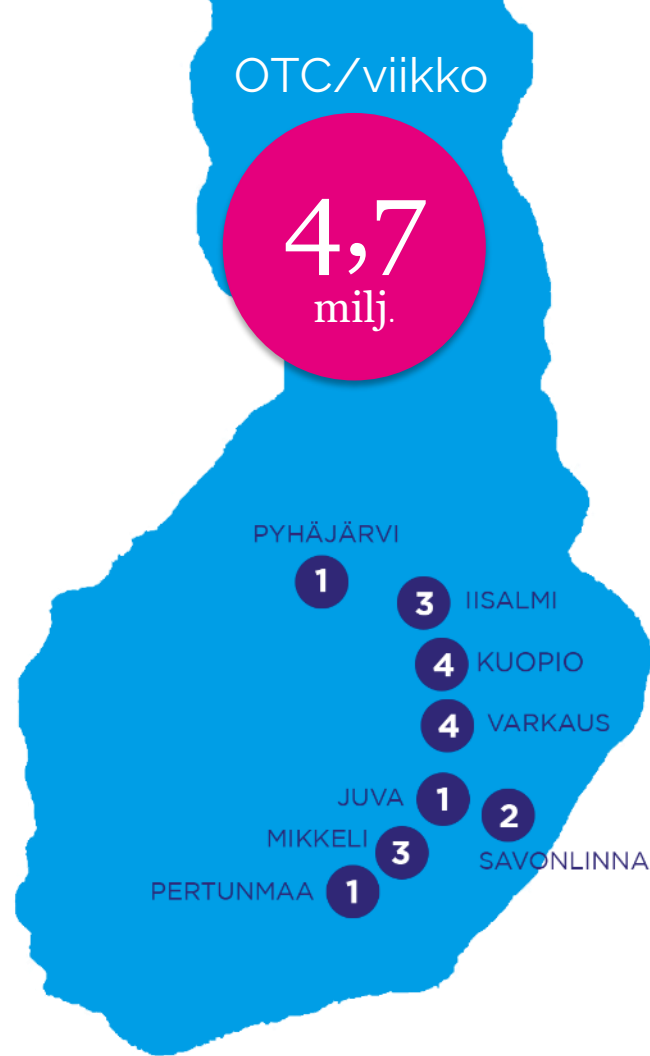 OTC/viikko
4,7
milj.
PYHÄJÄRVI
1
3 IISALMI
4 KUOPIO
4 VARKAUS
JUVA 1
2
SAVONLINNA
MIKKELI 3
PERTUNMAA 1